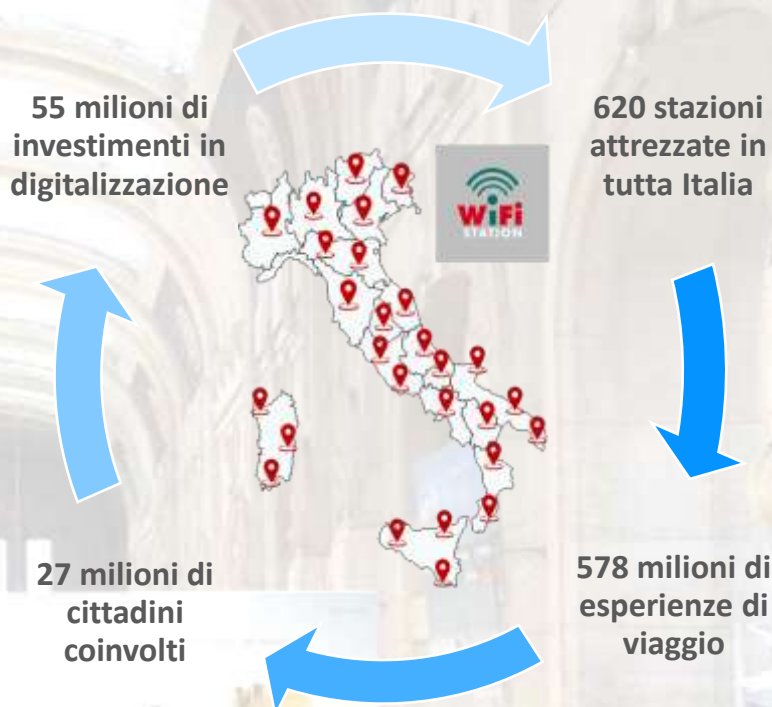 55 milioni di
investimenti in
digitalizzazione
620 stazioni
attrezzate in
tutta Italia
WiFi
STATION
27 milioni di
cittadini
coinvolti
578 milioni di
esperienze di
viaggio